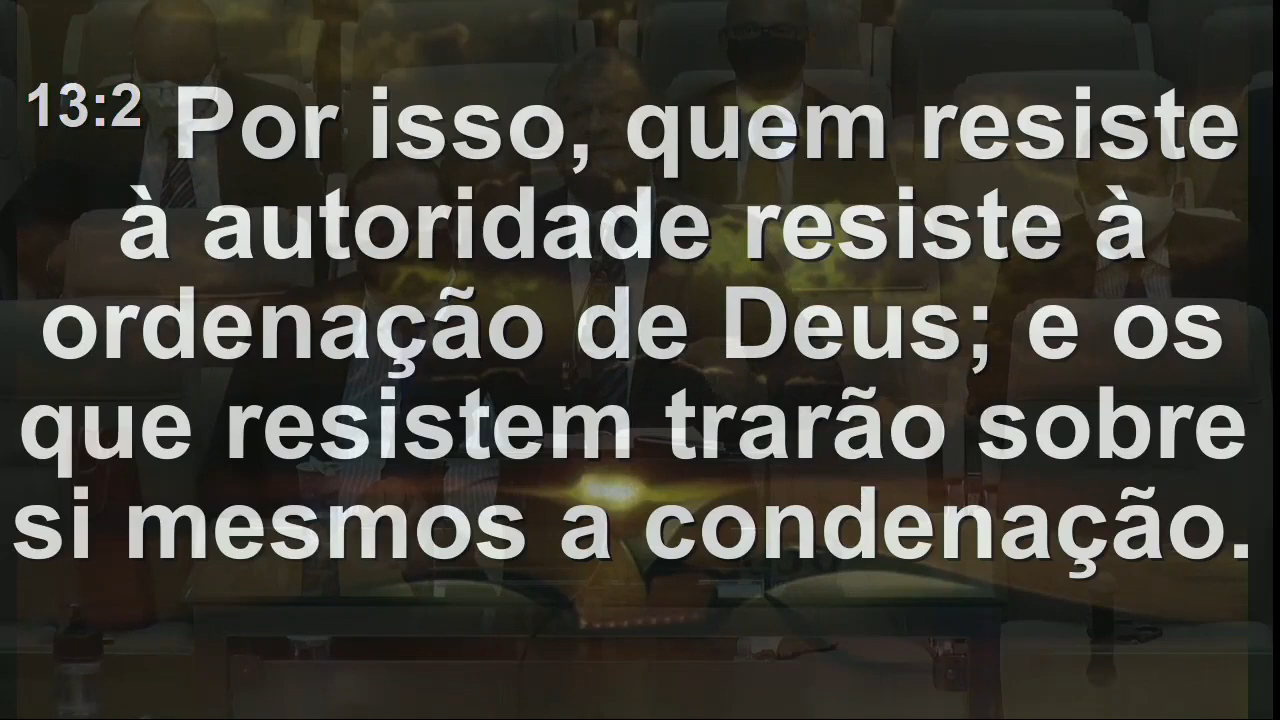 13:2 Por isso, quem resiste
à autoridade resiste à
ordenação de Deus; e os
que resistem trarão sobre
si mesmos a condenação.